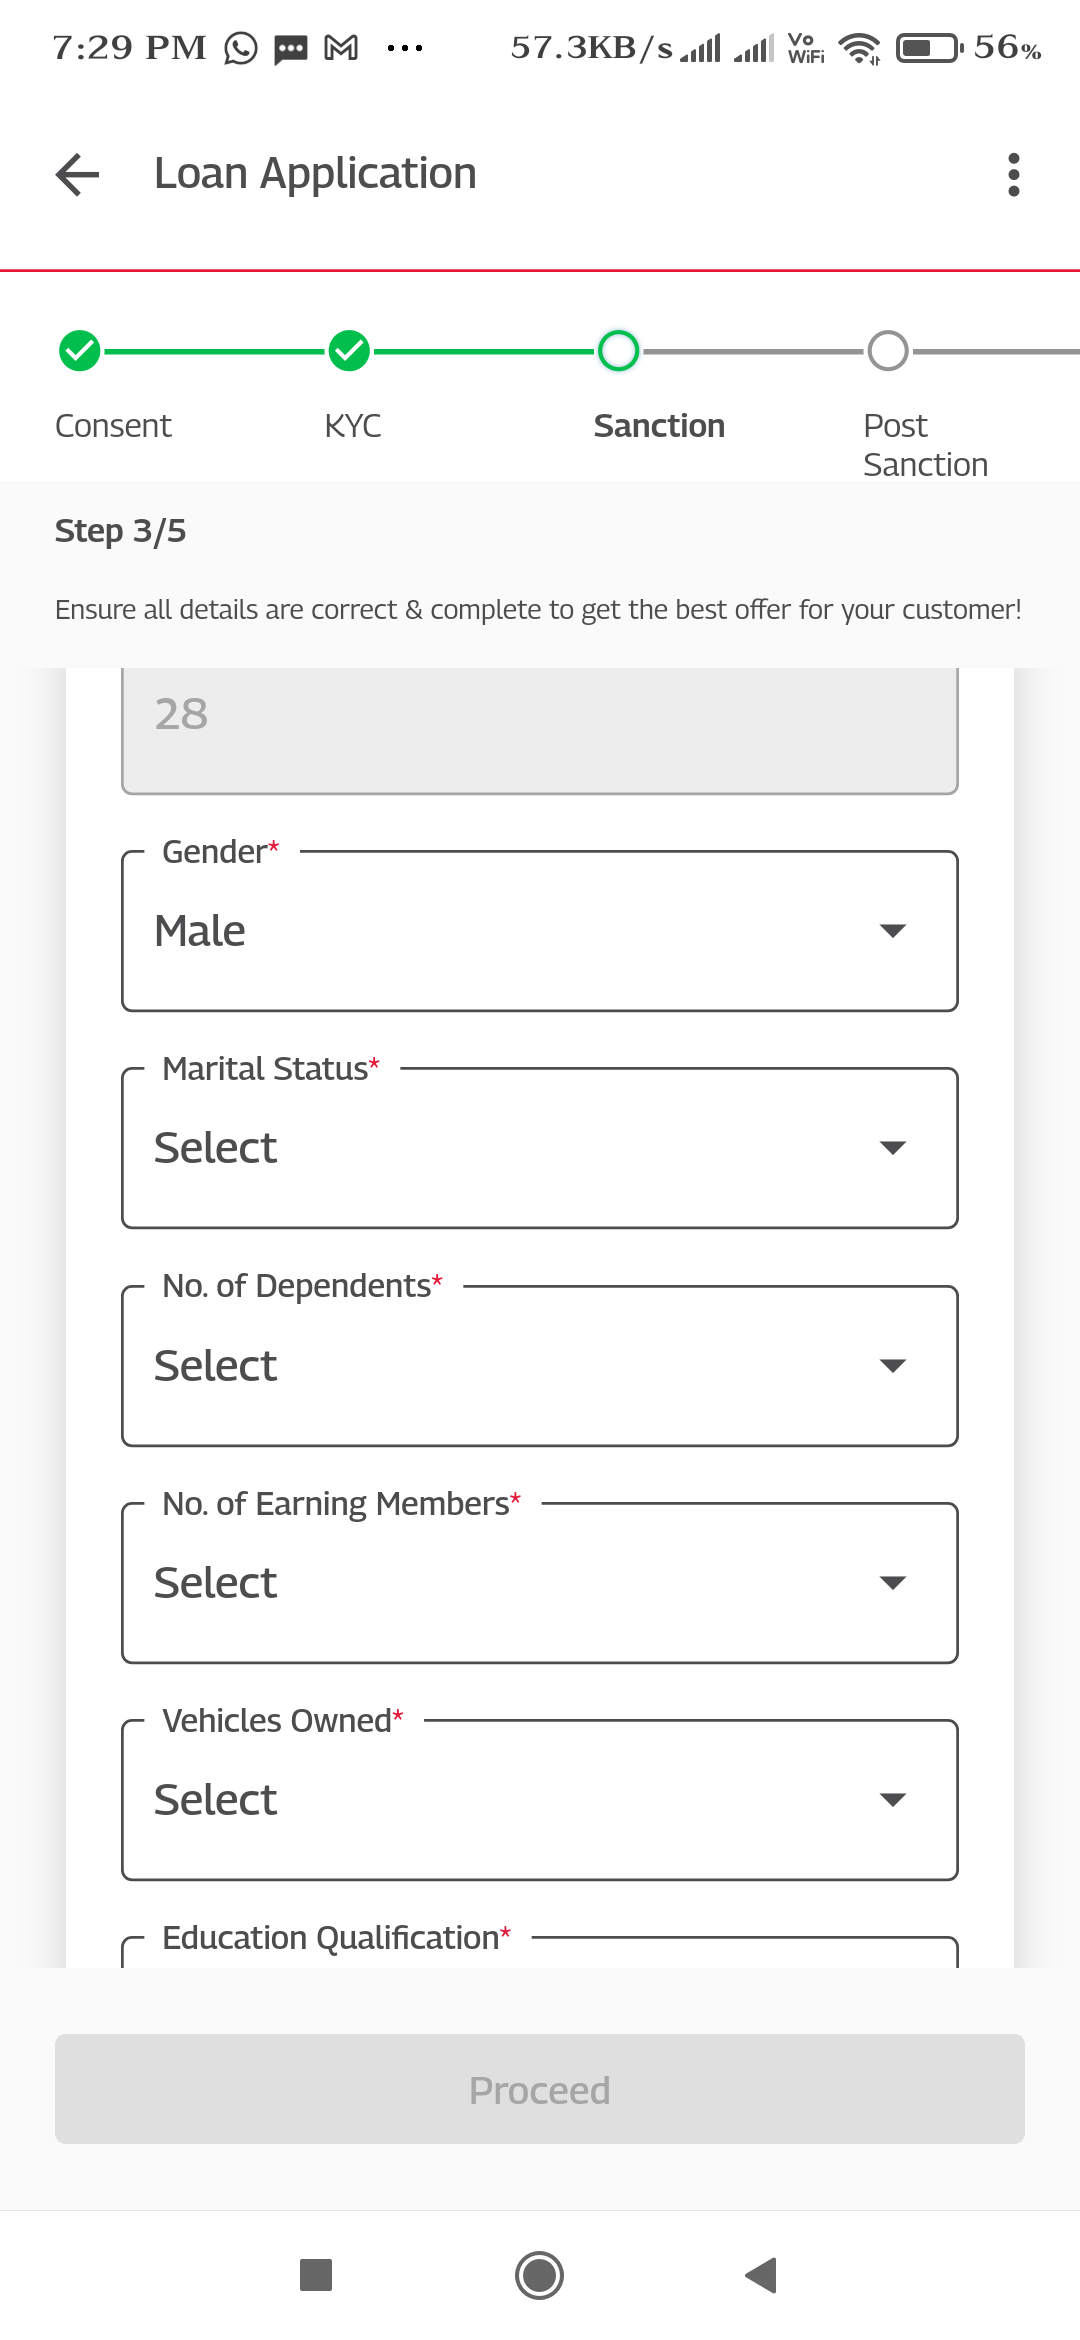 7:29 PM ... 57.3KB/s Vo WiFi 56%
Loan Application
Consent KYC Sanction Post Sanction
Step 3/5
Ensure all details are correct & complete to get the best offer for your customer!
28
Gender*
Male
Marital Status*
Select
No. of Dependents*
Select
No. of Earning Members*
Select
Vehicles Owned*
Select
Education Qualification*
Proceed